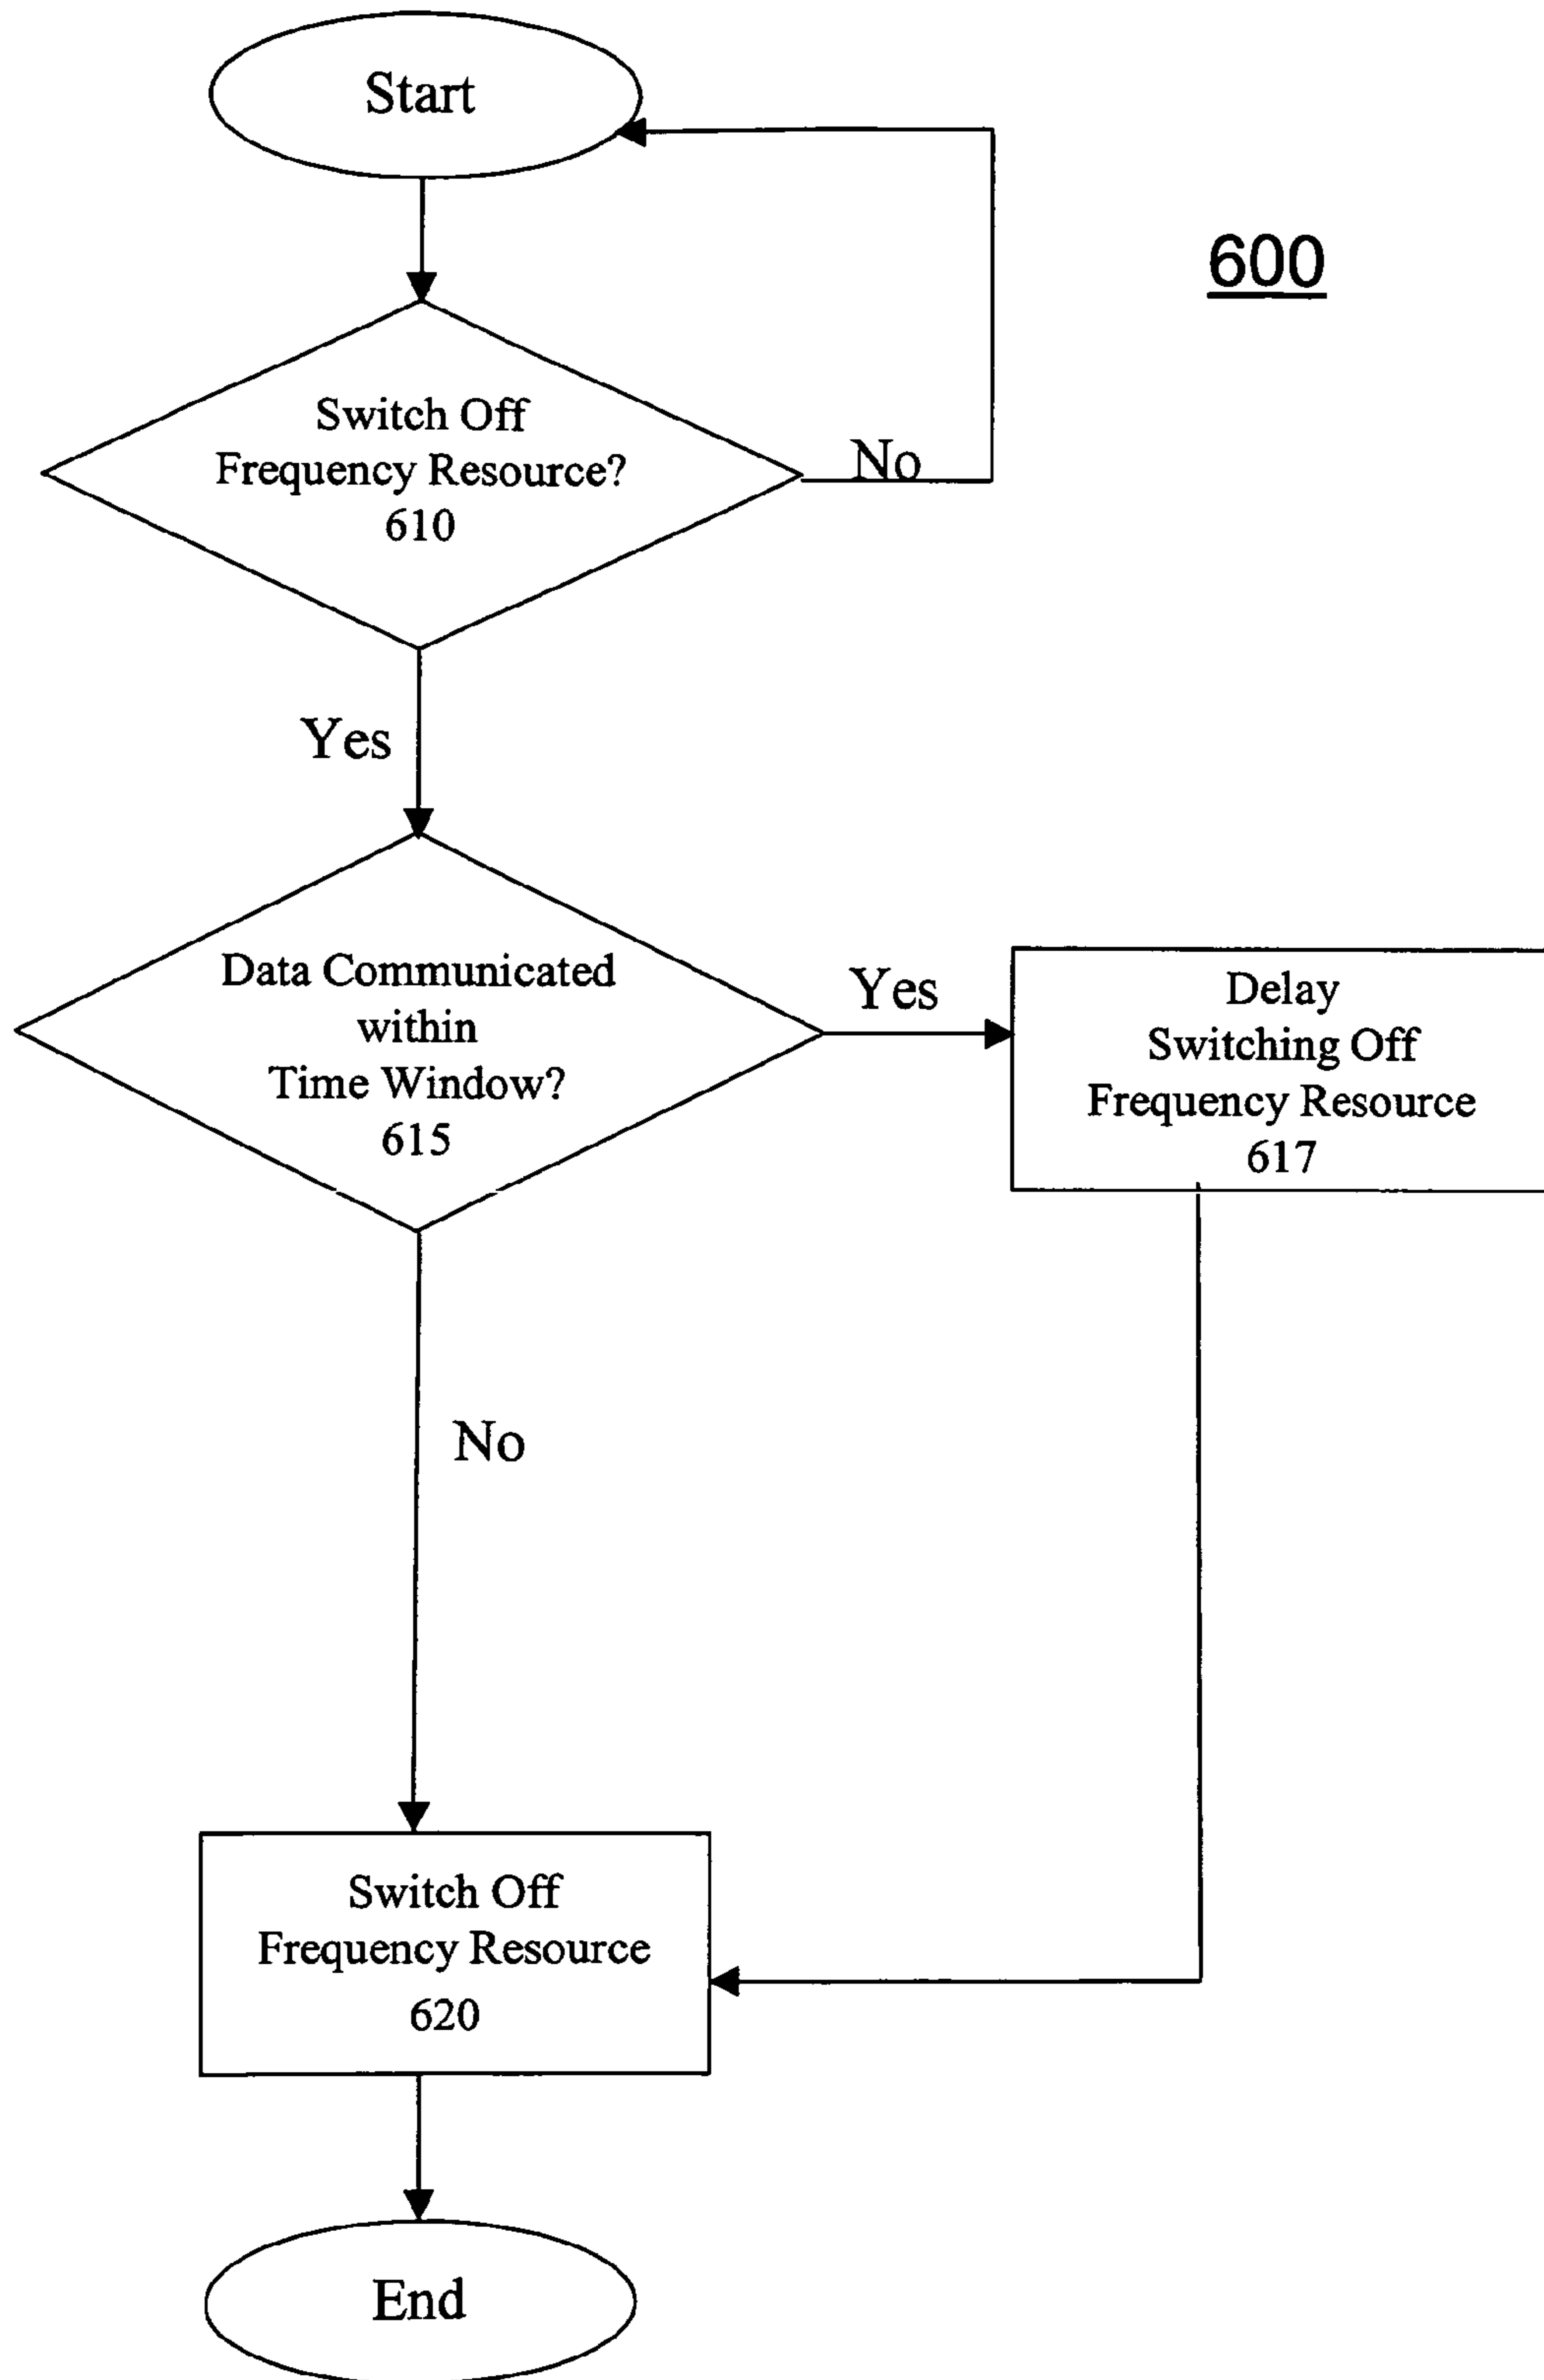 Start
600
Switch Off
Frequency Resource?
610
No
Yes
Data Communicated
within
Time Window?
615
Yes
Delay
Switching Off
Frequency Resource
617
No
Switch Off
Frequency Resource
620
End